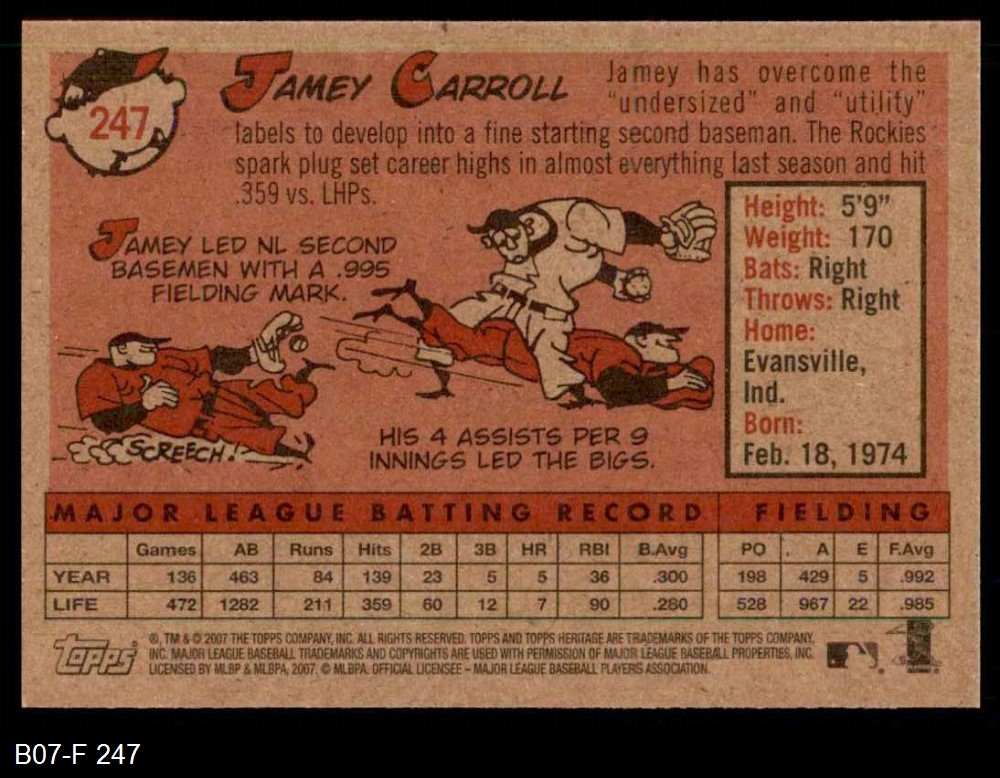 247
JAMEY CARROLL
Jamey has overcome the
"undersized" and "utility"
labels to develop into a fine starting second baseman. The Rockies
spark plug set career highs in almost everything last season and hit
.359 vs. LHPs.
JAMEY LED NL SECOND
BASEMEN WITH A .995
FIELDING MARK.
SCREECH!
HIS 4 ASSISTS PER 9
INNINGS LED THE BIGS.
Height: 5'9"
Weight: 170
Bats: Right
Throws: Right
Home:
Evansville,
Ind.
Born:
Feb. 18, 1974
MAJOR LEAGUE BATTING RECORD FIELDING
Games AB Runs Hits 2B 3B HR RBI B.Avg PO A E F.Avg
YEAR 136 463 84 139 23 5 5 36 .300 198 429 5 .992
LIFE 472 1282 211 359 60 12 7 90 .280 528 967 22 .985
Topps
®, TM & © 2007 THE TOPPS COMPANY, INC. ALL RIGHTS RESERVED. TOPPS AND TOPPS HERITAGE ARE TRADEMARKS OF THE TOPPS COMPANY,
INC. MAJOR LEAGUE BASEBALL TRADEMARKS AND COPYRIGHTS ARE USED WITH PERMISSION OF MAJOR LEAGUE BASEBALL PROPERTIES, INC.
LICENSED BY MLBP & MLBPA, 2007. © MLBPA. OFFICIAL LICENSEE – MAJOR LEAGUE BASEBALL PLAYERS ASSOCIATION.
B07-F 247